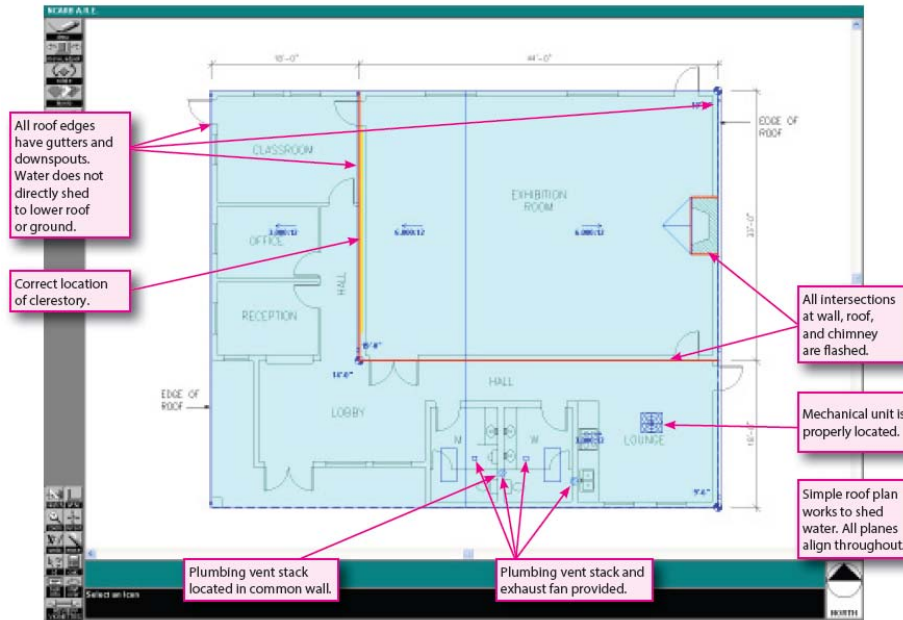 NCARB A.R.E.
18'-0"
44'-0"
All roof edges
have gutters and
downspouts.
Water does not
directly shed
to lower roof
or ground.
EDGE OF
ROOF
CLASSROOM
EXHIBITION
ROOM
OFFICE
3.000:12
6.000:12
6.000:12
Correct location
of clerestory.
HALL
RECEPTION
All intersections
at wall, roof,
and chimney
are flashed.
HALL
EDGE OF
ROOF
LOBBY
M
W
LOUNGE
Mechanical unit is
properly located.
Simple roof plan
works to shed
water. All planes
align throughout.
Plumbing vent stack
located in common wall.
Plumbing vent stack and
exhaust fan provided.
Select an Icon
NORTH